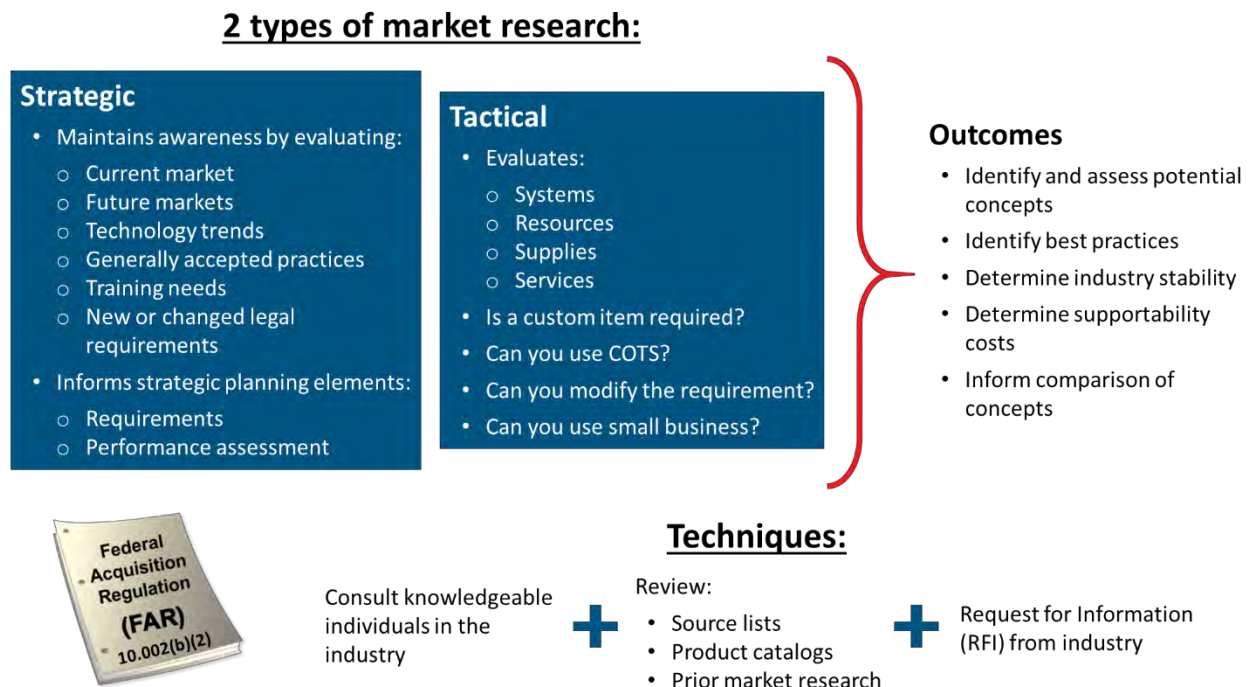 2 types of market research:
Strategic
• Maintains awareness by evaluating:
o Current market
o Future markets
o Technology trends
o Generally accepted practices
o Training needs
o New or changed legal
requirements
• Informs strategic planning elements:
o Requirements
o Performance assessment
Tactical
• Evaluates:
o Systems
o Resources
o Supplies
o Services
• Is a custom item required?
• Can you use COTS?
• Can you modify the requirement?
• Can you use small business?
Outcomes
• Identify and assess potential
concepts
• Identify best practices
• Determine industry stability
• Determine supportability
costs
• Inform comparison of
concepts
Federal
Acquisition
Regulation
(FAR)
10.002(b)(2)
Techniques:
Consult knowledgeable
individuals in the
industry
Review:
• Source lists
• Product catalogs
• Prior market research
Request for Information
(RFI) from industry